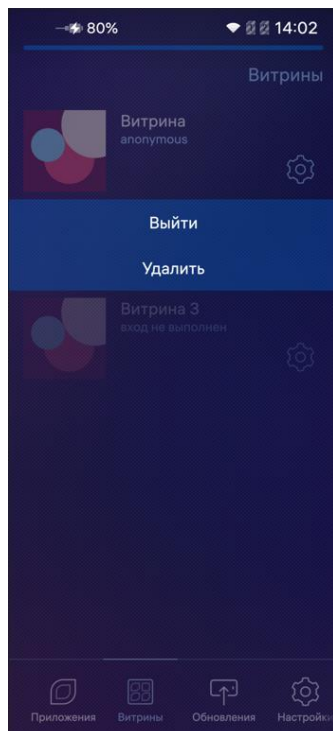 80%
14:02
Витрины
Витрина
anonymous
Выйти
Удалить
Витрина 3
вход не выполнен
Приложения
Витрины
Обновления
Настройки